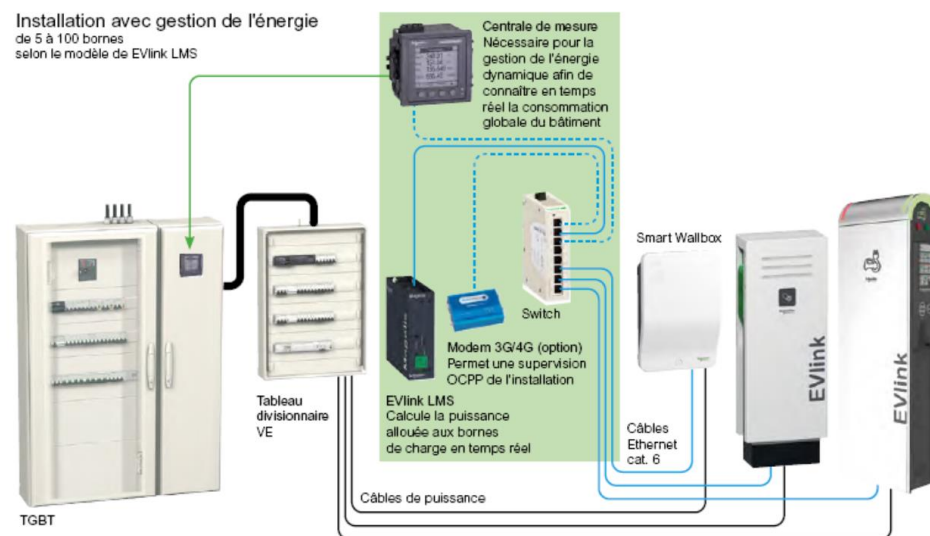 Installation avec gestion de l'énergie
de 5 à 100 bornes
selon le modèle de EVlink LMS
Centrale de mesure
Nécessaire pour la
gestion de l'énergie
dynamique afin de
connaître en temps
réel la consommation
globale du bâtiment
Smart Wallbox
Switch
Magelis
Modem 3G/4G (option)
Permet une supervision
OCPP de l'installation
EVlink LMS
Calcule la puissance
allouée aux bornes
de charge en temps réel
Tableau
divisionnaire
VE
Câbles
Ethernet
cat. 6
EVlink
EVlink
Câbles de puissance
TGBT